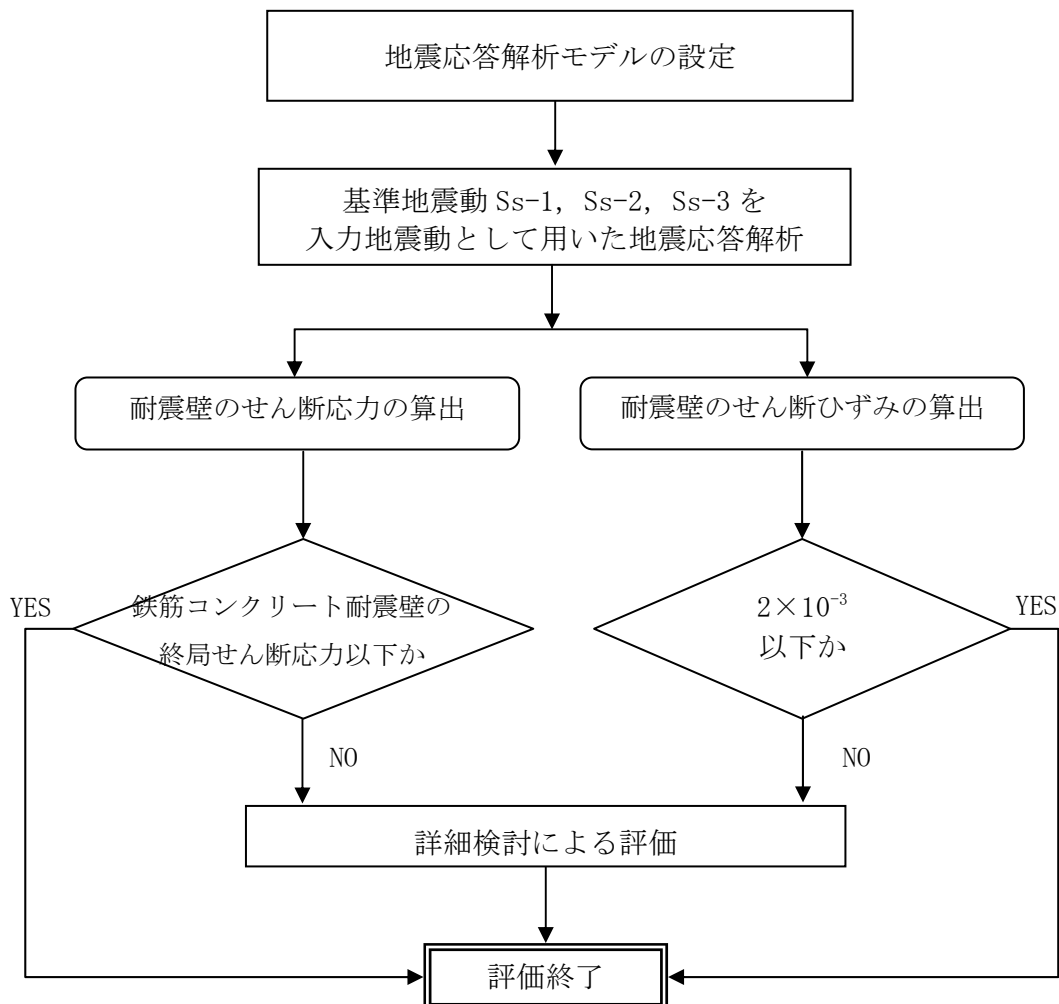 地震応答解析モデルの設定
基準地震動 Ss-1, Ss-2, Ss-3 を
入力地震動として用いた地震応答解析
耐震壁のせん断応力の算出
耐震壁のせん断ひずみの算出
YES
鉄筋コンクリート耐震壁の
終局せん断応力以下か
2×10⁻³
以下か
YES
NO
NO
詳細検討による評価
評価終了